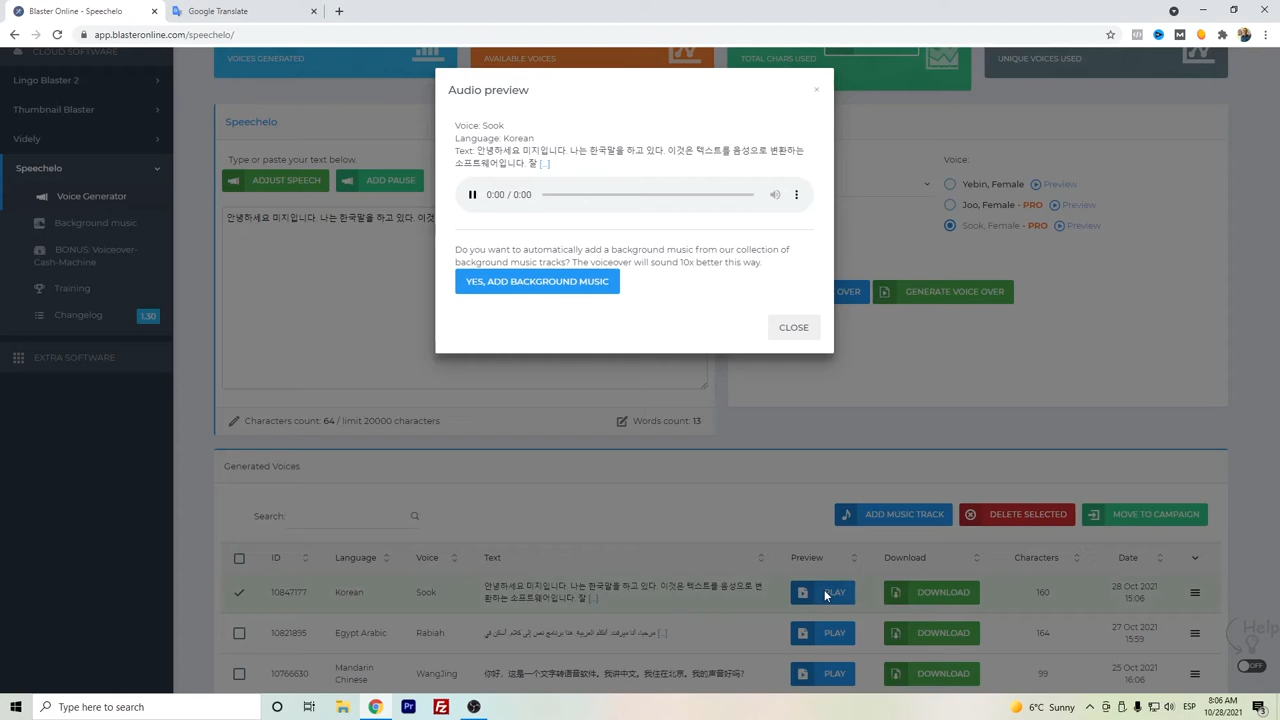 Blaster Online - Speechelo
Google Translate
app.blasteronline.com/speechelo/
CLOUD SOFTWARE
Lingo Blaster 2
Thumbnail Blaster
Videly
Speechelo
Voice Generator
Background music
BONUS: Voiceover-
Cash-Machine
Training
Changelog
1.30
EXTRA SOFTWARE
VOICES GENERATED
AVAILABLE VOICES
TOTAL CHARS USED
UNIQUE VOICES USED
Speechelo
Type or paste your text below.
ADJUST SPEECH
ADD PAUSE
안녕하세요 미지입니다. 나는 한국말을 하고 있다. 이것
Characters count: 64 / limit 20000 characters
Words count: 13
Audio preview
×
Voice: Sook
Language: Korean
Text: 안녕하세요 미지입니다. 나는 한국말을 하고 있다. 이것은 텍스트를 음성으로 변환하는
소프트웨어입니다. 잘 [...]
0:00 / 0:00
Do you want to automatically add a background music from our collection of
background music tracks? The voiceover will sound 10x better this way.
YES, ADD BACKGROUND MUSIC
CLOSE
Voice:
Yebin, Female Preview
Joo, Female - PRO Preview
Sook, Female - PRO Preview
OVER
GENERATE VOICE OVER
Generated Voices
Search:
ADD MUSIC TRACK
DELETE SELECTED
MOVE TO CAMPAIGN
ID Language Voice Text Preview Download Characters Date
10847177 Korean Sook 안녕하세요 미지입니다. 나는 한국말을 하고 있다. 이것은 텍스트를 음성으로 변
환하는 소프트웨어입니다. 잘 [...] PLAY DOWNLOAD 160 28 Oct 2021
15:06
10821895 Egypt Arabic Rabiah مرحبا، أنا ميرفت. أتكلم العربية. هذا برنامج نص إلى كلام. أسكن في [...] PLAY DOWNLOAD 164 27 Oct 2021
15:59
10766630 Mandarin
Chinese WangJing 你好，这是一个文字转语音软件。我讲中文。我住在北京。我的声音好吗? PLAY DOWNLOAD 99 25 Oct 2021
16:06
Help
OFF
Type here to search
6°C Sunny
ESP
8:06 AM
10/28/2021
3